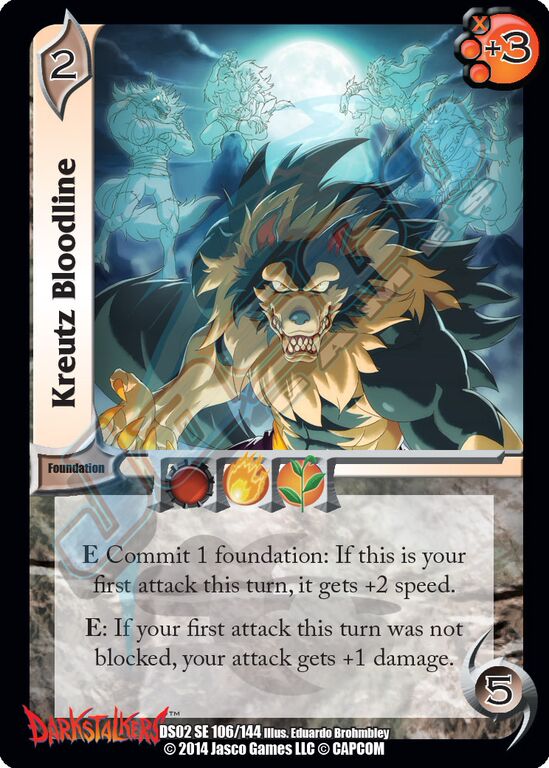 2
X
+3
Kreutz Bloodline
Foundation
E Commit 1 foundation: If this is your
first attack this turn, it gets +2 speed.
E: If your first attack this turn was not
blocked, your attack gets +1 damage.
5
DARKSTALKERS™
DS02 SE 106/144 Illus. Eduardo Brohmbley
© 2014 Jasco Games LLC © CAPCOM